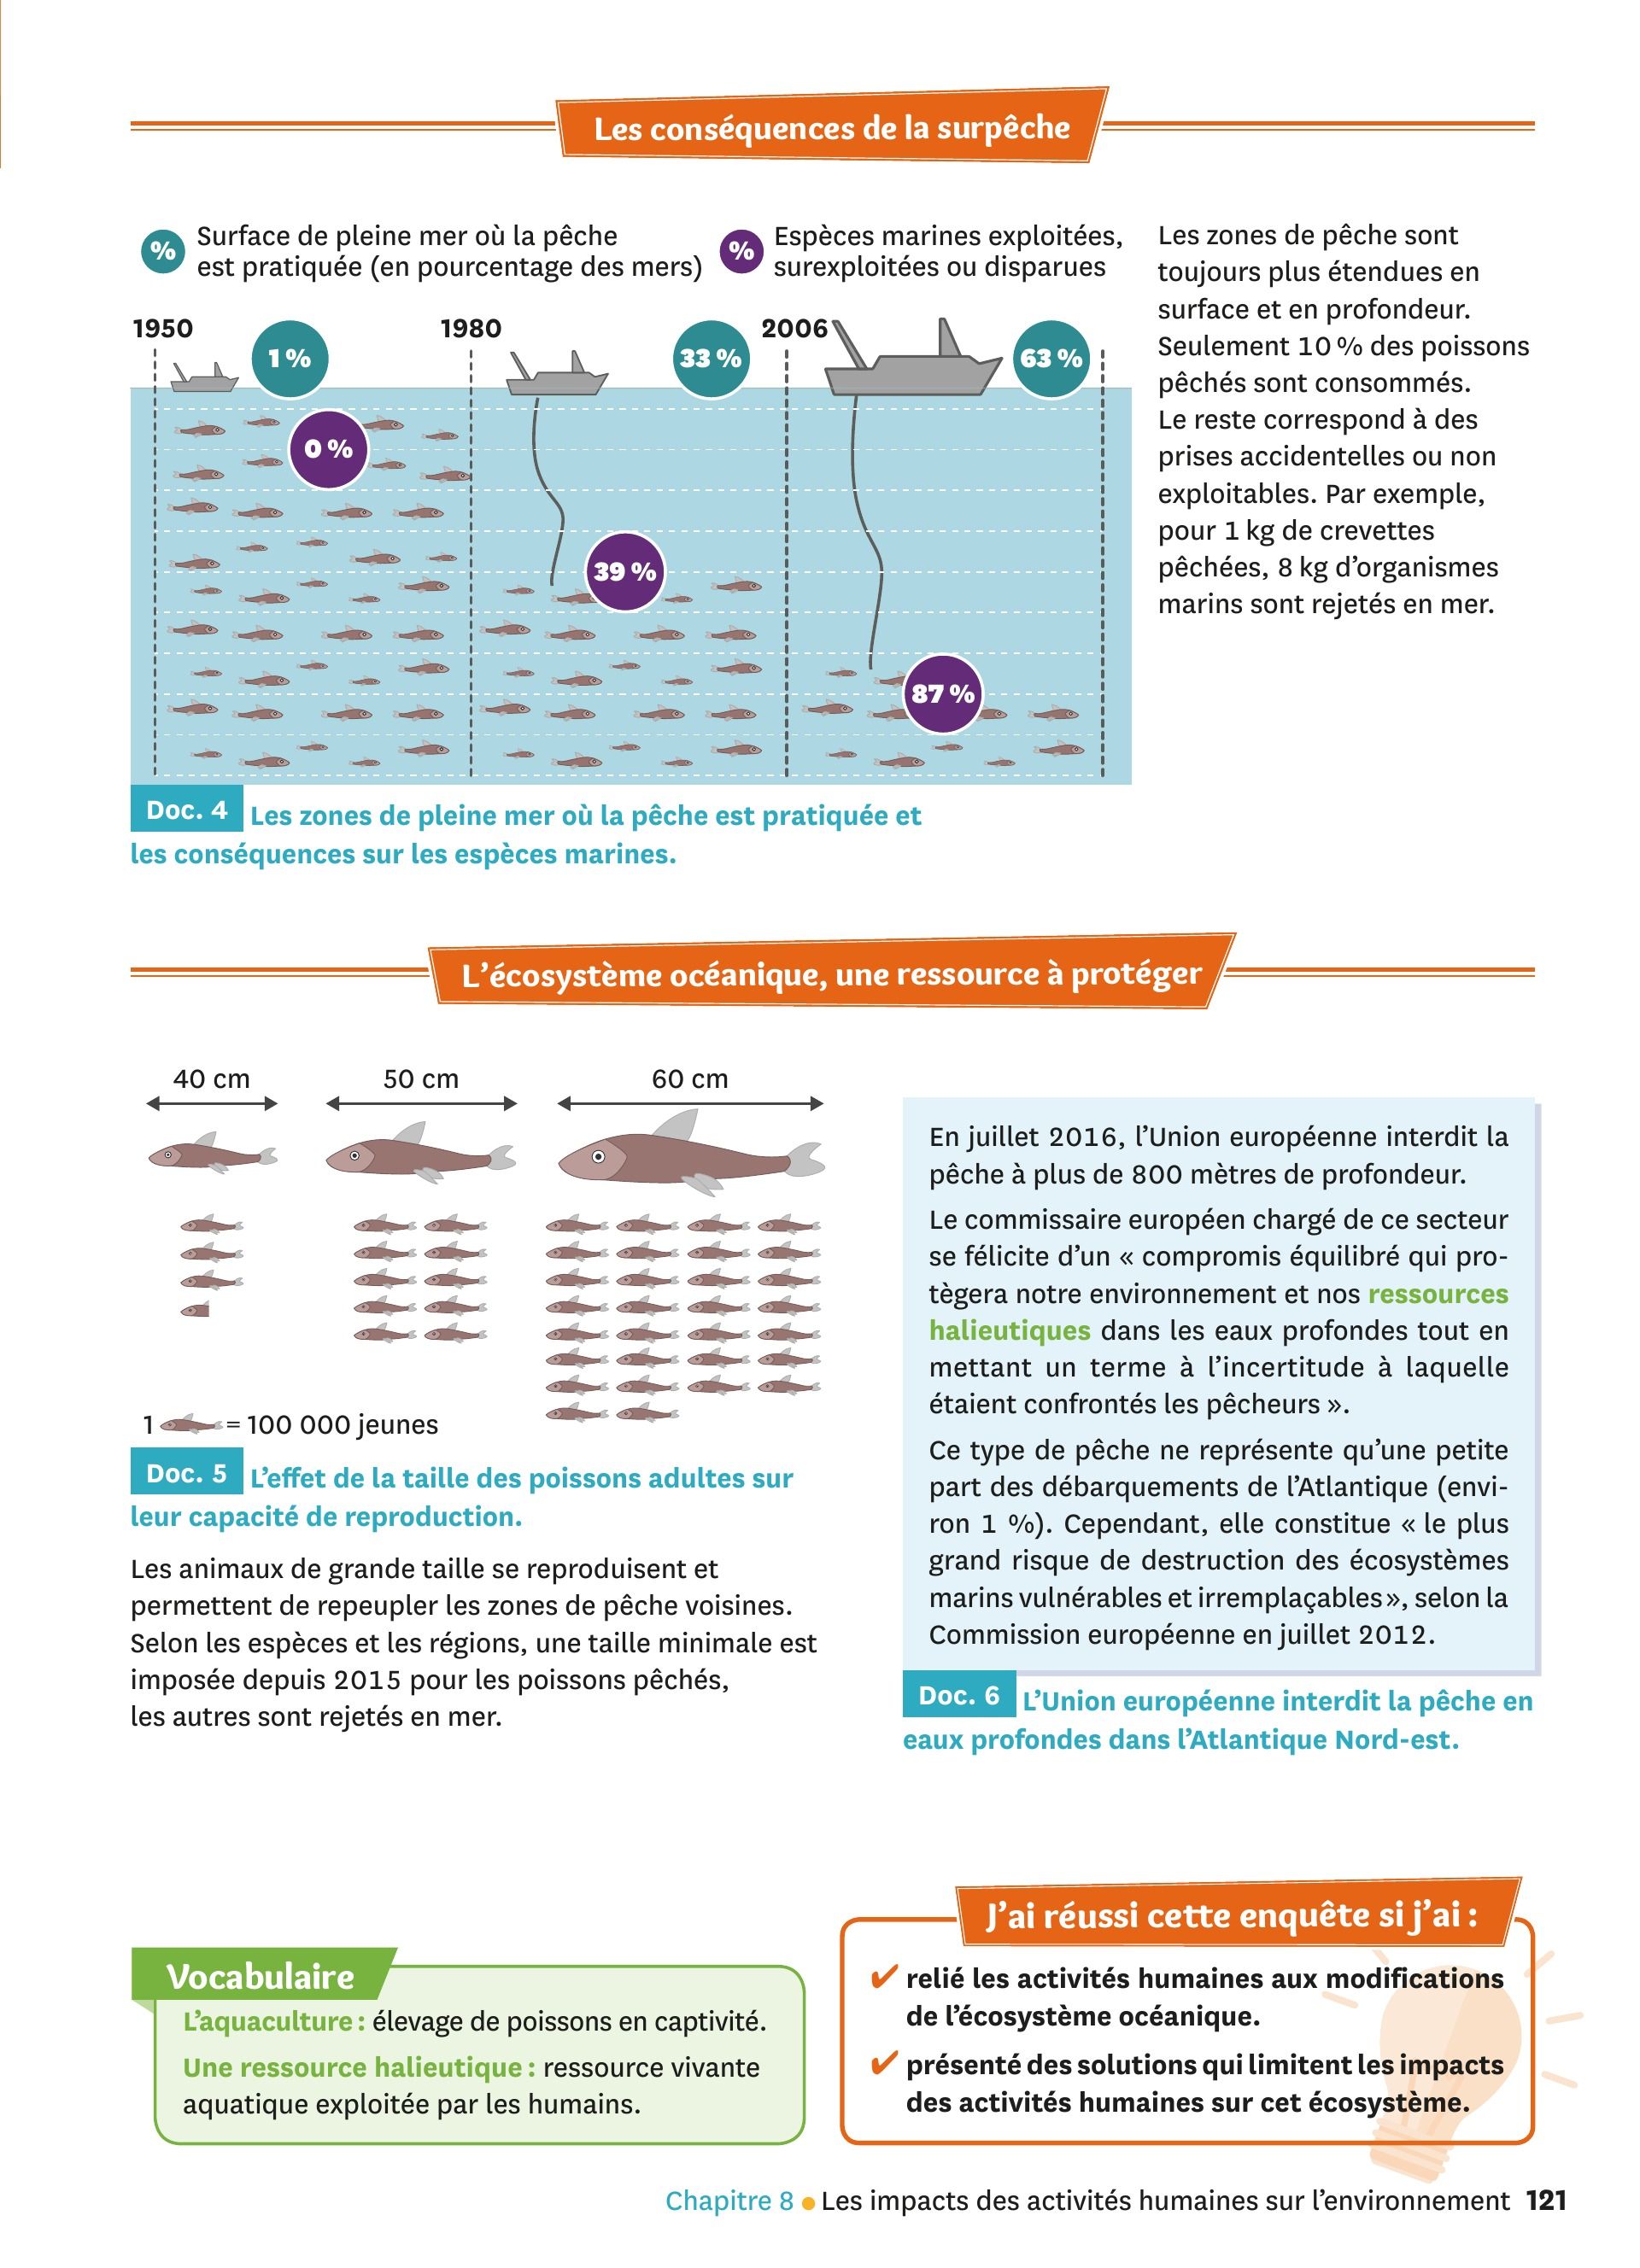 Les conséquences de la surpêche
% Surface de pleine mer où la pêche
est pratiquée (en pourcentage des mers)
% Espèces marines exploitées,
surexploitées ou disparues
1950
1 %
1980
33 %
2006
63 %
0 %
39 %
87 %
Les zones de pêche sont
toujours plus étendues en
surface et en profondeur.
Seulement 10 % des poissons
pêchés sont consommés.
Le reste correspond à des
prises accidentelles ou non
exploitables. Par exemple,
pour 1 kg de crevettes
pêchées, 8 kg d’organismes
marins sont rejetés en mer.
Doc. 4 Les zones de pleine mer où la pêche est pratiquée et
les conséquences sur les espèces marines.
L’écosystème océanique, une ressource à protéger
40 cm
50 cm
60 cm
1 = 100 000 jeunes
Doc. 5 L’effet de la taille des poissons adultes sur
leur capacité de reproduction.
Les animaux de grande taille se reproduisent et
permettent de repeupler les zones de pêche voisines.
Selon les espèces et les régions, une taille minimale est
imposée depuis 2015 pour les poissons pêchés,
les autres sont rejetés en mer.
En juillet 2016, l’Union européenne interdit la
pêche à plus de 800 mètres de profondeur.
Le commissaire européen chargé de ce secteur
se félicite d’un « compromis équilibré qui pro-
tègera notre environnement et nos ressources
halieutiques dans les eaux profondes tout en
mettant un terme à l’incertitude à laquelle
étaient confrontés les pêcheurs ».
Ce type de pêche ne représente qu’une petite
part des débarquements de l’Atlantique (envi-
ron 1 %). Cependant, elle constitue « le plus
grand risque de destruction des écosystèmes
marins vulnérables et irremplaçables », selon la
Commission européenne en juillet 2012.
Doc. 6 L’Union européenne interdit la pêche en
eaux profondes dans l’Atlantique Nord-est.
Vocabulaire
L’aquaculture : élevage de poissons en captivité.
Une ressource halieutique : ressource vivante
aquatique exploitée par les humains.
J’ai réussi cette enquête si j’ai :
✔ relié les activités humaines aux modifications
de l’écosystème océanique.
✔ présenté des solutions qui limitent les impacts
des activités humaines sur cet écosystème.
Chapitre 8 ● Les impacts des activités humaines sur l’environnement 121